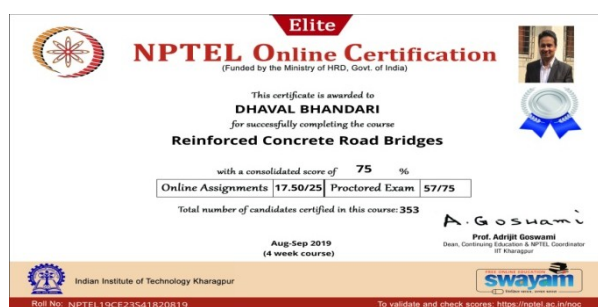 Elite
NPTEL Online Certification
(Funded by the Ministry of HRD, Govt. of India)
This certificate is awarded to
DHAVAL BHANDARI
for successfully completing the course
Reinforced Concrete Road Bridges
with a consolidated score of 75 %
Online Assignments 17.50/25 Proctored Exam 57/75
Total number of candidates certified in this course: 353
A. Goswami
Prof. Adrijit Goswami
Dean, Continuing Education & NPTEL Coordinator
IIT Kharagpur
Aug-Sep 2019
(4 week course)
Indian Institute of Technology Kharagpur
FREE ONLINE EDUCATION
swayam
Roll No: NPTEL19CE23S41820819
To validate and check scores: https://nptel.ac.in/noc